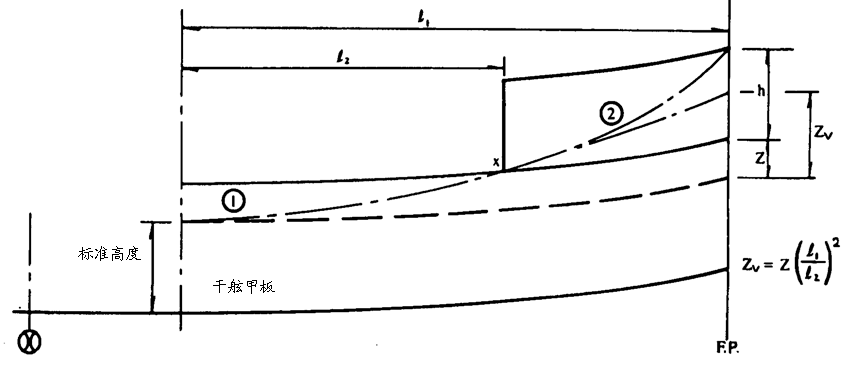 l₁
l₂
② h
x Z Zᵥ
①
标准高度
干舷甲板
Zᵥ = Z (l₁/l₂)²
F.P.